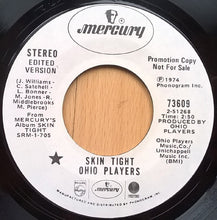 mercury
STEREO
EDITED
VERSION
Promotion Copy
Not For Sale
(J. Williams-
C. Satchell-
L. Bonner-
M. Jones-R.
Middlebrooks
M. Pierce)
From
MERCURY'S
Album SKIN
TIGHT
SRM-1-705
℗ 1974
Phonogram Inc.
73609
2-51268
Time: 2:50
PRODUCED BY
OHIO PLAYERS
Ohio Players
Music Co./
Unichappell
Music Inc.
(BMI)
SKIN TIGHT
OHIO PLAYERS
mercury